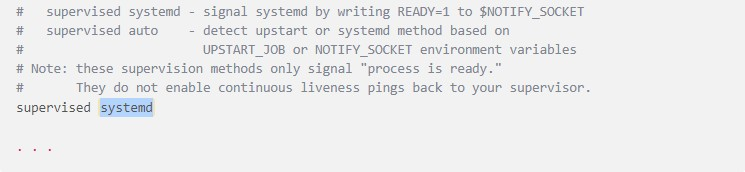 #   supervised systemd - signal systemd by writing READY=1 to $NOTIFY_SOCKET
#   supervised auto    - detect upstart or systemd method based on
#                        UPSTART_JOB or NOTIFY_SOCKET environment variables
# Note: these supervision methods only signal "process is ready."
#       They do not enable continuous liveness pings back to your supervisor.
supervised systemd
. . .